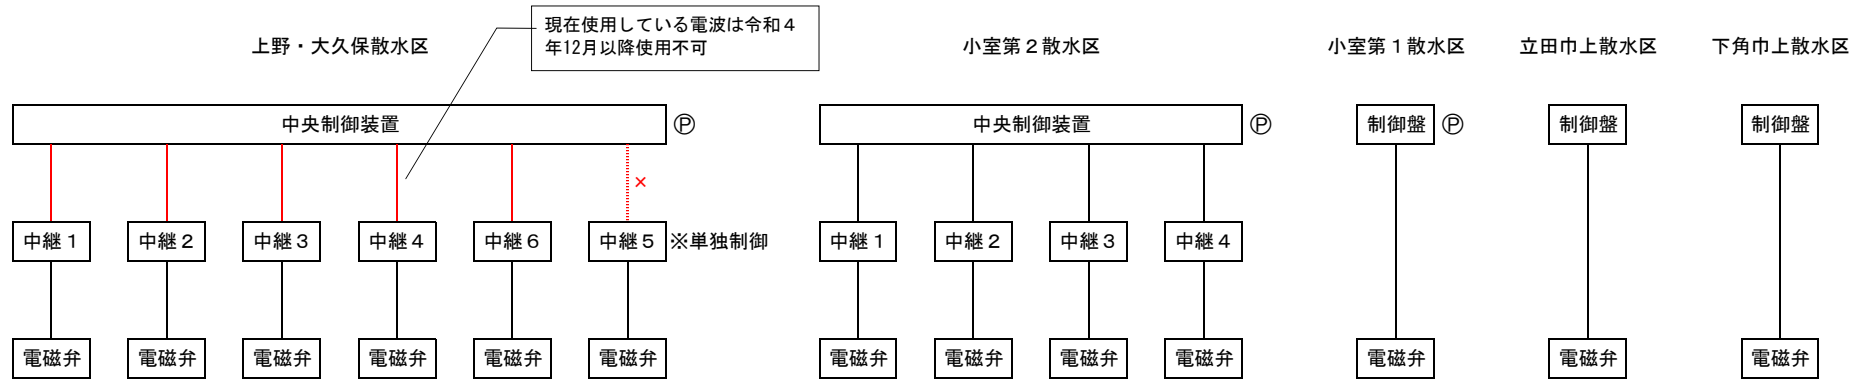 現在使用している電波は令和４
年12月以降使用不可
上野・大久保散水区
小室第２散水区
小室第１散水区
立田巾上散水区
下角巾上散水区
中央制御装置
Ⓟ
中央制御装置
Ⓟ
制御盤
Ⓟ
制御盤
制御盤
×
中継１
中継２
中継３
中継４
中継６
中継５
※単独制御
中継１
中継２
中継３
中継４
電磁弁
電磁弁
電磁弁
電磁弁
電磁弁
電磁弁
電磁弁
電磁弁
電磁弁
電磁弁
電磁弁
電磁弁
電磁弁